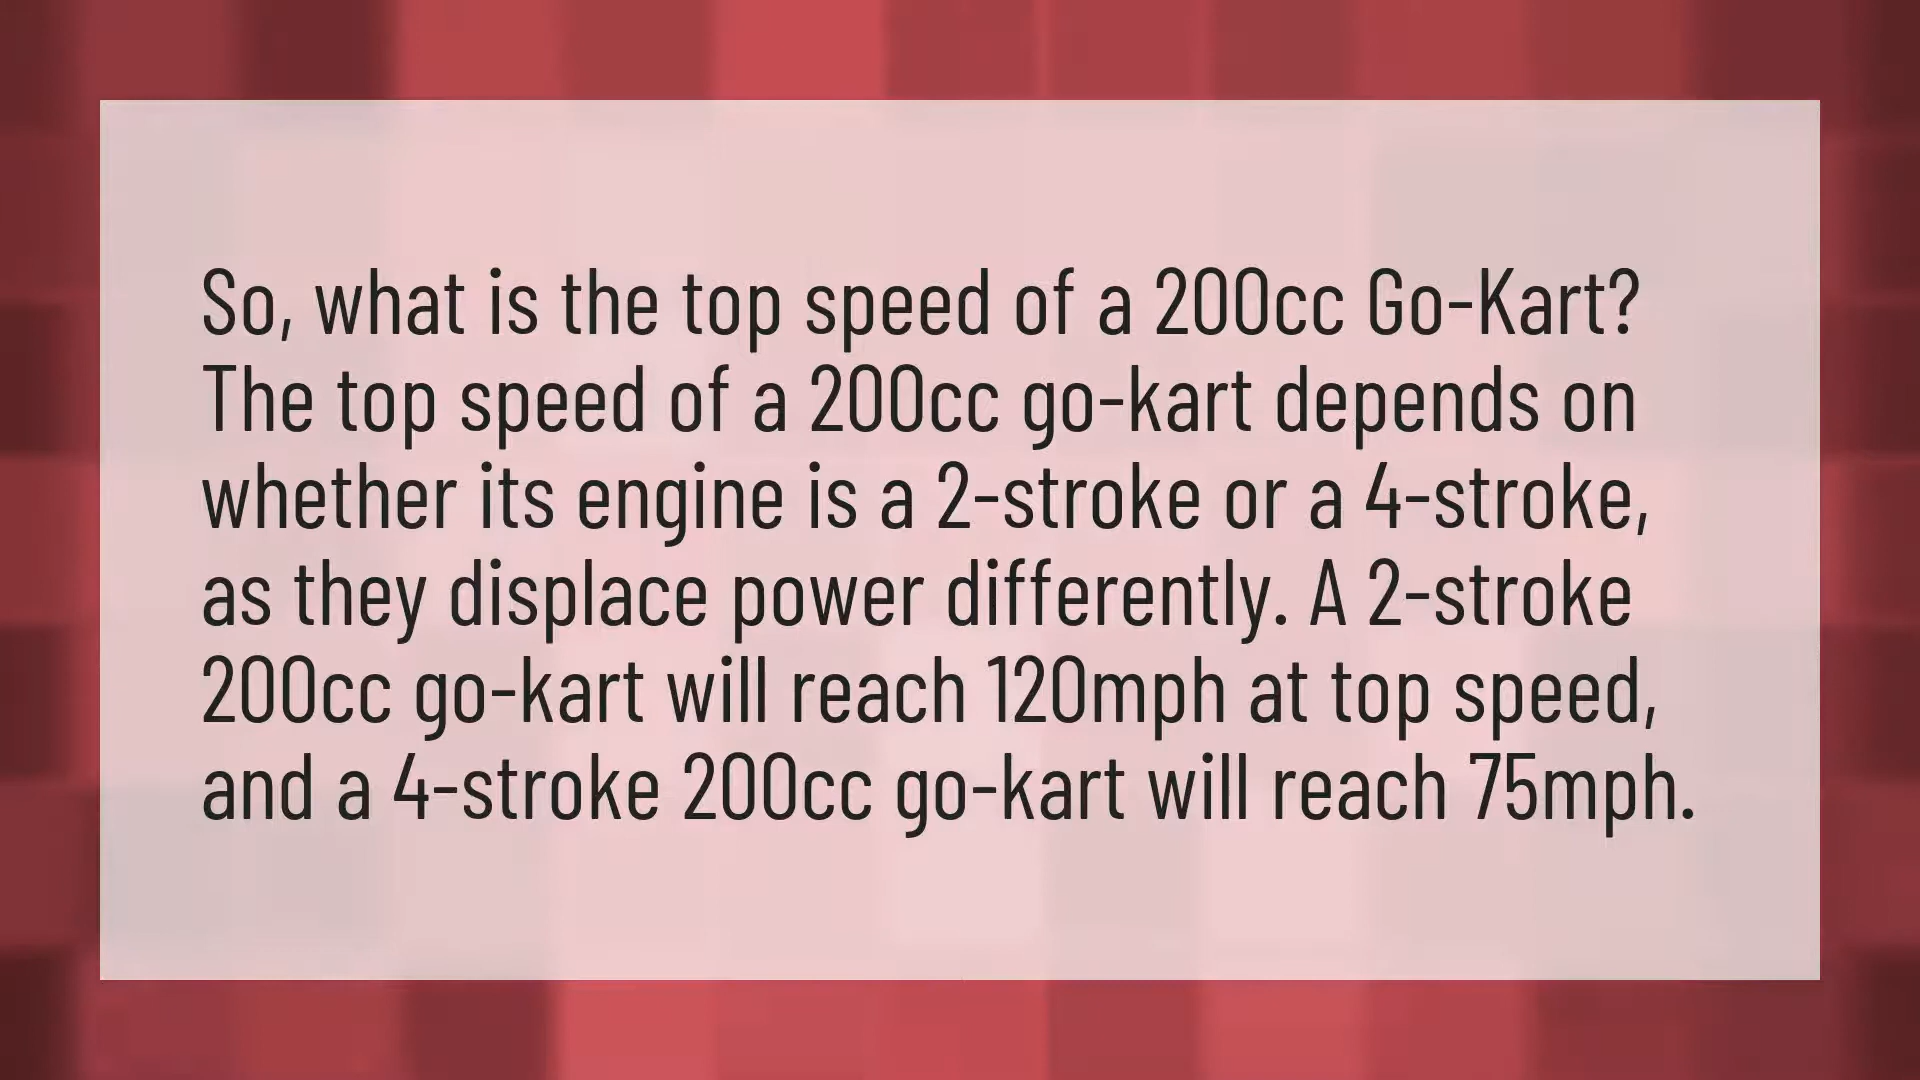 So, what is the top speed of a 200cc Go-Kart?
The top speed of a 200cc go-kart depends on
whether its engine is a 2-stroke or a 4-stroke,
as they displace power differently. A 2-stroke
200cc go-kart will reach 120mph at top speed,
and a 4-stroke 200cc go-kart will reach 75mph.